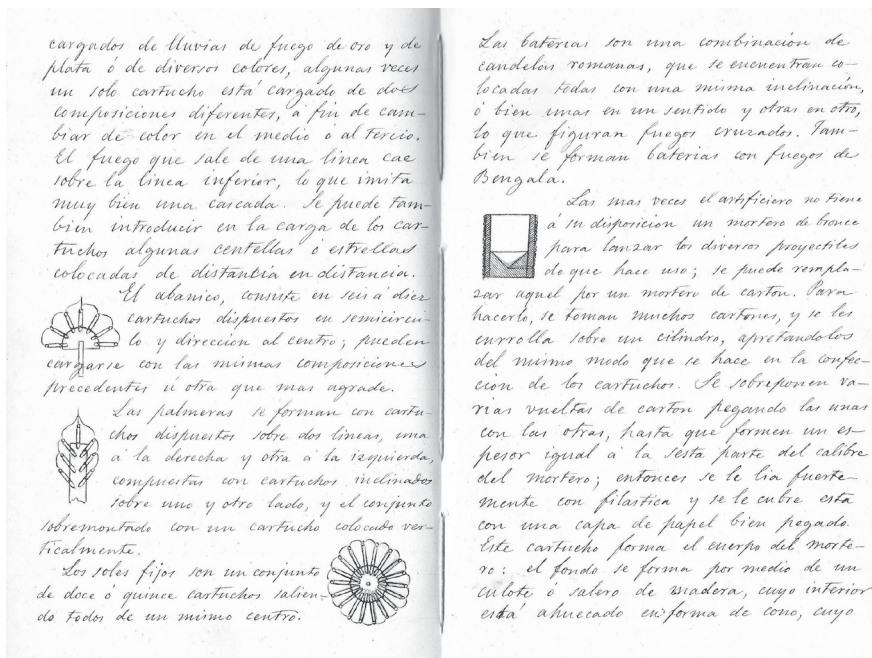 cargados de lluvias de fuego de oro y de
plata ó de diversos colores, algunas veces
un solo cartucho está cargado de dos
composiciones diferentes, á fin de cam-
biar de color en el medio ó al tercio.
El fuego que sale de una linea cae
sobre la linea inferior, lo que imita
muy bien una cascada. Se puede tam-
bien introducir en la carga de los car-
tuchos algunas centellas ó estrellas
colocadas de distancia en distancia.
El abanico, consiste en seis á diez
cartuchos dispuestos en semicircu-
lo y direccion al centro; pueden
cargarse con las mismas composiciones
precedentes ú otra que mas agrade.
Las palmeras se forman con cartu-
chos dispuestos sobre dos lineas, una
á la derecha y otra á la izquierda,
compuestas con cartuchos inclinados
sobre uno y otro lado, y el conjunto
sobremontado con un cartucho colocado ver-
ticalmente.
Los soles fijos son un conjunto
de doce ó quince cartuchos salien-
do todos de un mismo centro.
Las baterias son una combinación de
candelas romanas, que se encuentran co-
locadas todas con una misma inclinación,
ó bien unas en un sentido y otras en otro,
lo que figuran fuegos cruzados. Tam-
bien se forman baterias con fuegos de
Bengala.
Las mas veces el artificiero no tiene
á su disposicion un mortero de bronce
para lanzar los diversos proyectiles
de que hace uso; se puede rempla-
zar aquel por un mortero de carton. Para
hacerlo, se toman muchos cartones, y se les
enrolla sobre un cilindro, apretandolos
del mismo modo que se hace en la confec-
cion de los cartuchos. Se sobreponen va-
rias vueltas de carton pegando las unas
con las otras, hasta que formen un es-
pesor igual á la sesta parte del calibre
del mortero; entonces se le lia fuerte-
mente con filastica y se le cubre esta
con una capa de papel bien pegado.
Este cartucho forma el cuerpo del morte-
ro: el fondo se forma por medio de un
culote ó salero de madera, cuyo interior
está ahuecado en forma de cono, cuyo